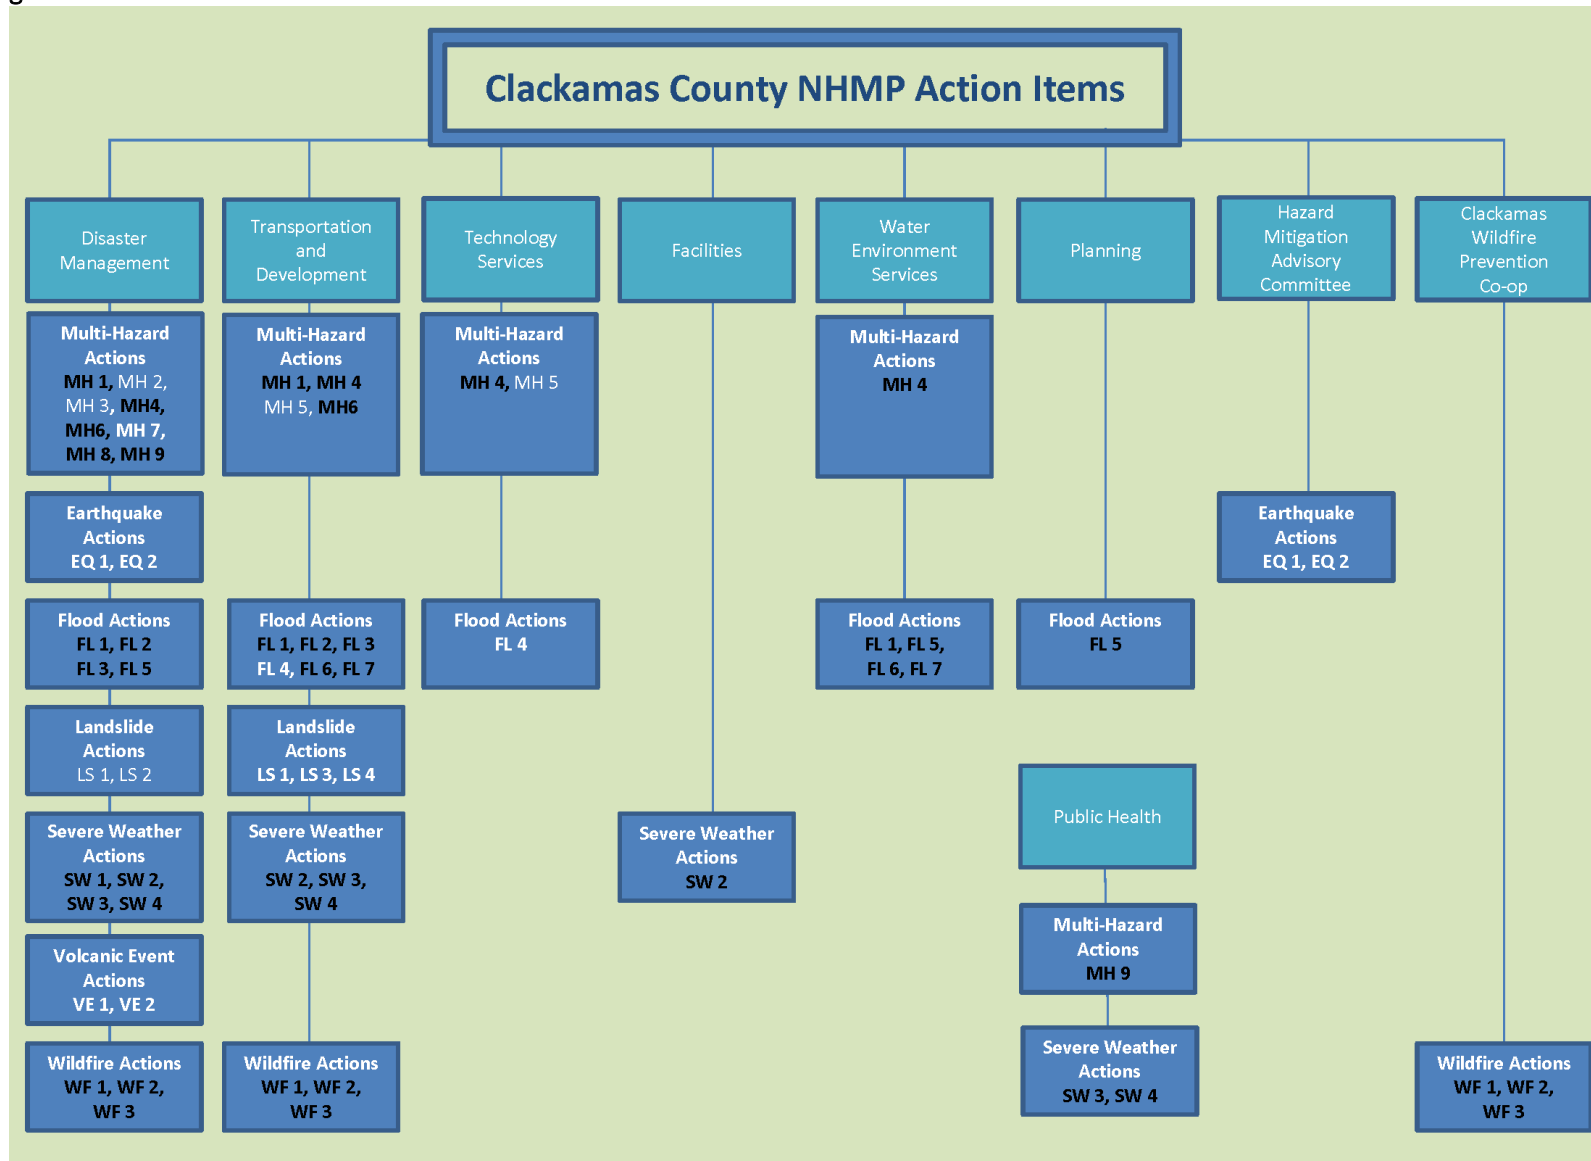 g
Clackamas County NHMP Action Items
Disaster
Management
Transportation
and
Development
Technology
Services
Facilities
Water
Environment
Services
Planning
Hazard
Mitigation
Advisory
Committee
Clackamas
Wildfire
Prevention
Co-op
Multi-Hazard
Actions
MH 1, MH 2,
MH 3, MH4,
MH6, MH 7,
MH 8, MH 9
Multi-Hazard
Actions
MH 1, MH 4
MH 5, MH6
Multi-Hazard
Actions
MH 4, MH 5
Multi-Hazard
Actions
MH 4
Earthquake
Actions
EQ 1, EQ 2
Earthquake
Actions
EQ 1, EQ 2
Flood Actions
FL 1, FL 2
FL 3, FL 5
Flood Actions
FL 1, FL 2, FL 3
FL 4, FL 6, FL 7
Flood Actions
FL 4
Flood Actions
FL 1, FL 5,
FL 6, FL 7
Flood Actions
FL 5
Landslide
Actions
LS 1, LS 2
Landslide
Actions
LS 1, LS 3, LS 4
Public Health
Severe Weather
Actions
SW 1, SW 2,
SW 3, SW 4
Severe Weather
Actions
SW 2, SW 3,
SW 4
Severe Weather
Actions
SW 2
Multi-Hazard
Actions
MH 9
Volcanic Event
Actions
VE 1, VE 2
Severe Weather
Actions
SW 3, SW 4
Wildfire Actions
WF 1, WF 2,
WF 3
Wildfire Actions
WF 1, WF 2,
WF 3
Wildfire Actions
WF 1, WF 2,
WF 3